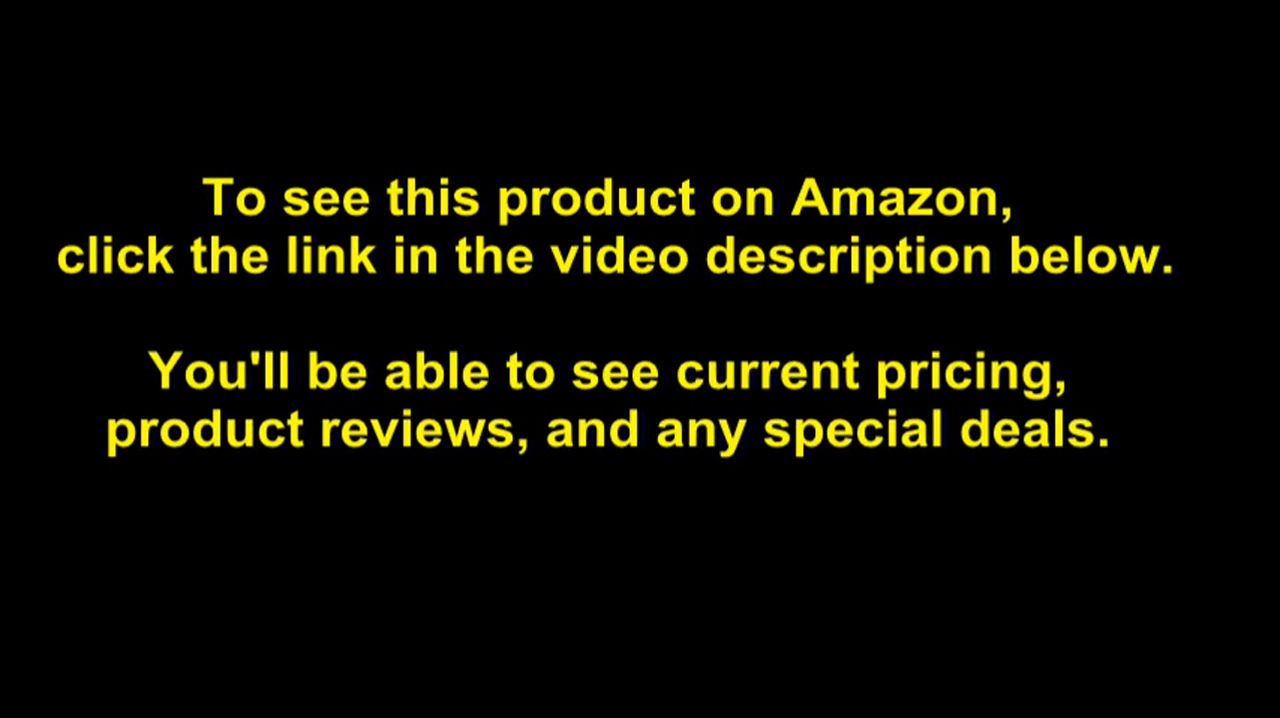 To see this product on Amazon,
click the link in the video description below.
You'll be able to see current pricing,
product reviews, and any special deals.